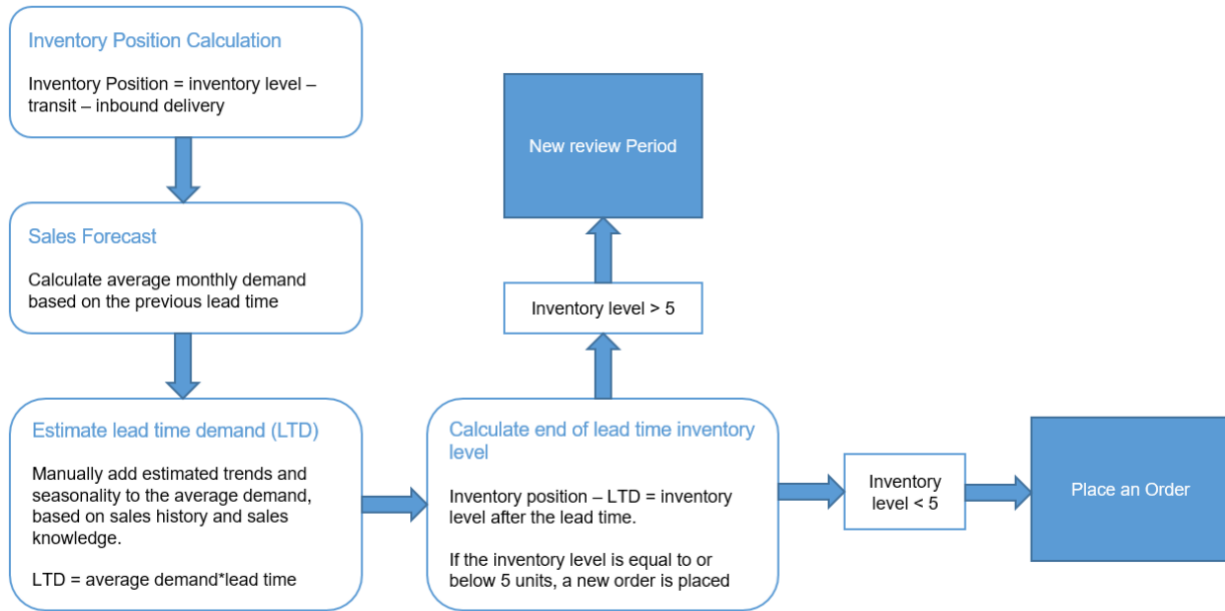 Inventory Position Calculation
Inventory Position = inventory level –
transit – inbound delivery
Sales Forecast
Calculate average monthly demand
based on the previous lead time
Estimate lead time demand (LTD)
Manually add estimated trends and
seasonality to the average demand,
based on sales history and sales
knowledge.
LTD = average demand*lead time
Calculate end of lead time inventory
level
Inventory position – LTD = inventory
level after the lead time.
If the inventory level is equal to or
below 5 units, a new order is placed
Inventory level > 5
New review Period
Inventory
level < 5
Place an Order